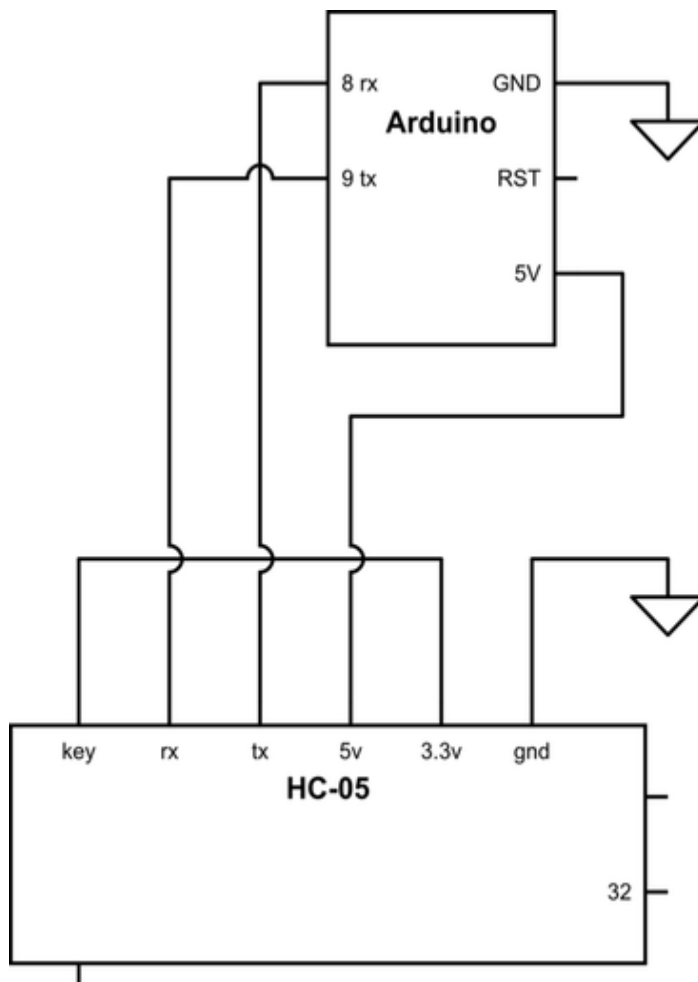 8 rx GND
Arduino
9 tx RST
5V
key rx tx 5v 3.3v gnd
HC-05
32